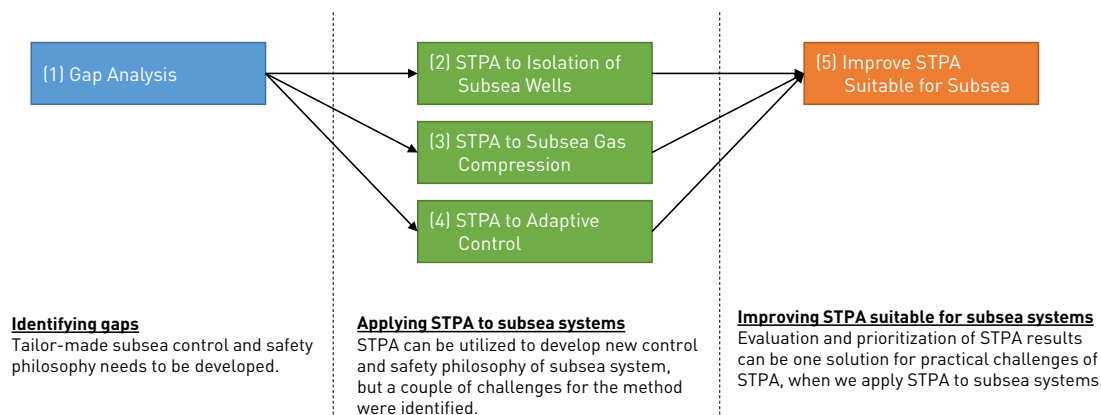 (1) Gap Analysis
(2) STPA to Isolation of
Subsea Wells
(3) STPA to Subsea Gas
Compression
(4) STPA to Adaptive
Control
(5) Improve STPA
Suitable for Subsea
Identifying gaps
Tailor-made subsea control and safety
philosophy needs to be developed.
Applying STPA to subsea systems
STPA can be utilized to develop new control
and safety philosophy of subsea system,
but a couple of challenges for the method
were identified.
Improving STPA suitable for subsea systems
Evaluation and prioritization of STPA results
can be one solution for practical challenges of
STPA, when we apply STPA to subsea systems